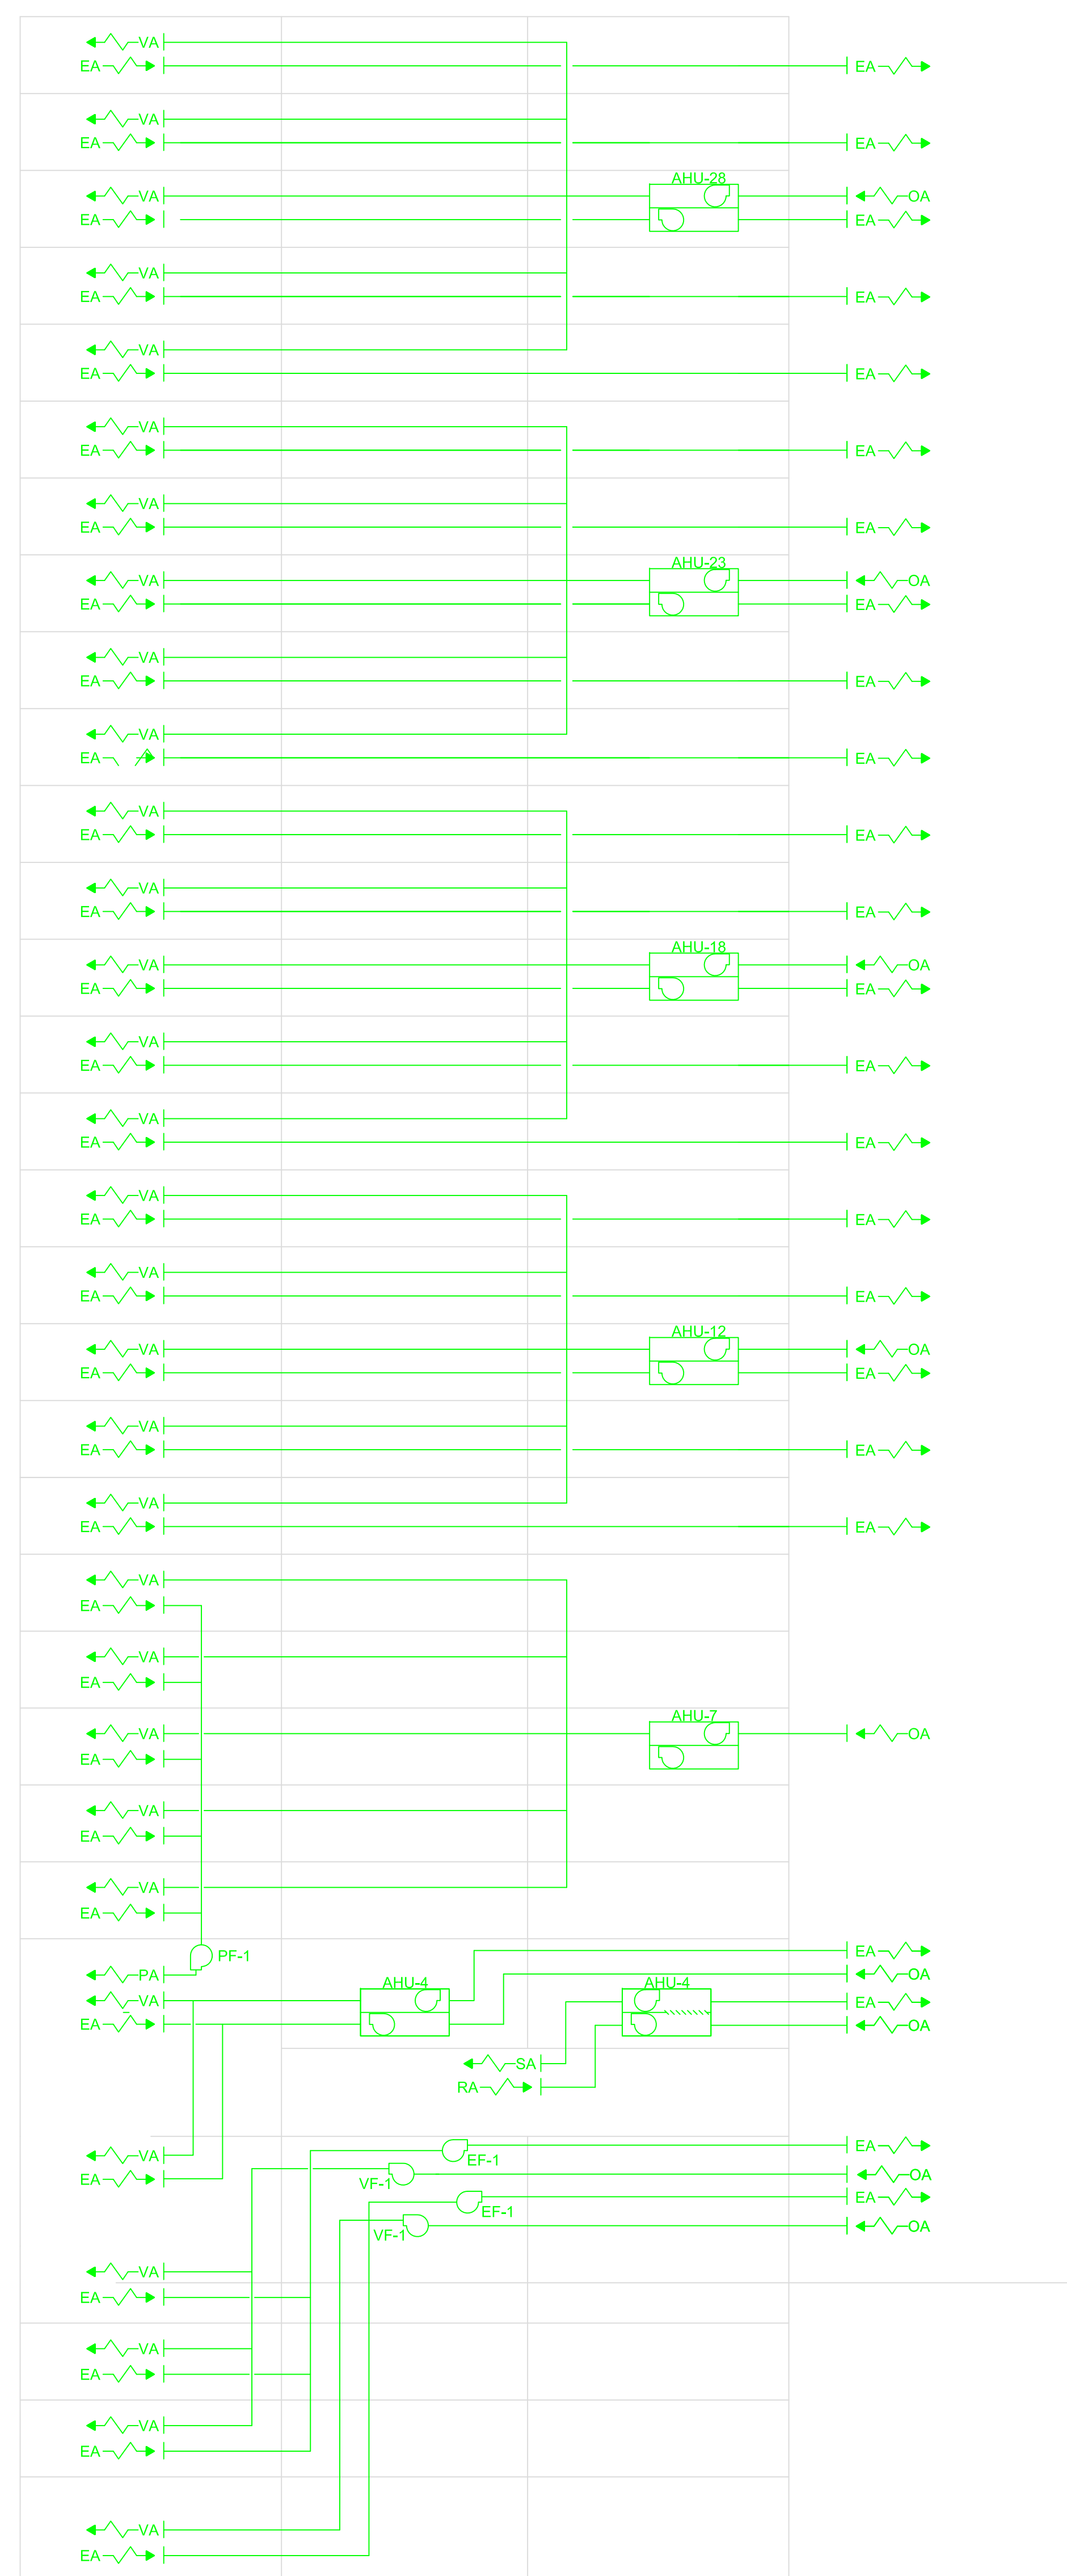 VA
EA EA
VA
EA EA
AHU-28
VA OA
EA EA
VA
EA EA
VA
EA EA
VA
EA EA
VA
EA EA
AHU-23
VA OA
EA EA
VA
EA EA
VA
EA EA
VA
EA EA
VA
EA EA
AHU-18
VA OA
EA EA
VA
EA EA
VA
EA EA
VA
EA EA
VA
EA EA
AHU-12
VA OA
EA EA
VA
EA EA
VA
EA EA
VA
EA
VA
EA
AHU-7
VA OA
EA
VA
EA
VA
EA
PF-1 EA
PA OA
AHU-4 AHU-4
VA EA
EA OA
SA
RA
VA EA
EF-1
EA VF-1 OA
EA
EF-1
VF-1 OA
VA
EA
VA
EA
VA
EA
VA
EA